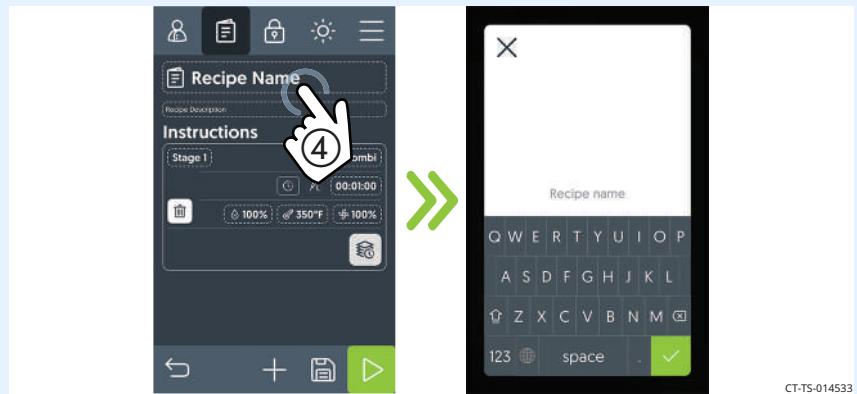 Recipe Name
Recipe Description
Instructions
Stage 1
④
00:01:00
100%
350°F
100%
Recipe name
Q W E R T Y U I O P
A S D F G H J K L
Z X C V B N M
123 space .
CT-TS-014533